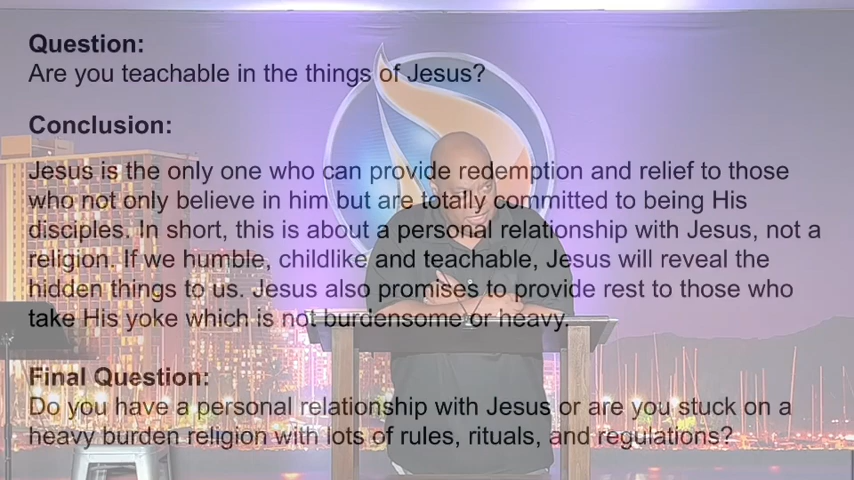 Question:
Are you teachable in the things of Jesus?
Conclusion:
Jesus is the only one who can provide redemption and relief to those
who not only believe in him but are totally committed to being His
disciples. In short, this is about a personal relationship with Jesus, not a
religion. If we humble, childlike and teachable, Jesus will reveal the
hidden things to us. Jesus also promises to provide rest to those who
take His yoke which is not burdensome or heavy.
Final Question:
Do you have a personal relationship with Jesus or are you stuck on a
heavy burden religion with lots of rules, rituals, and regulations?